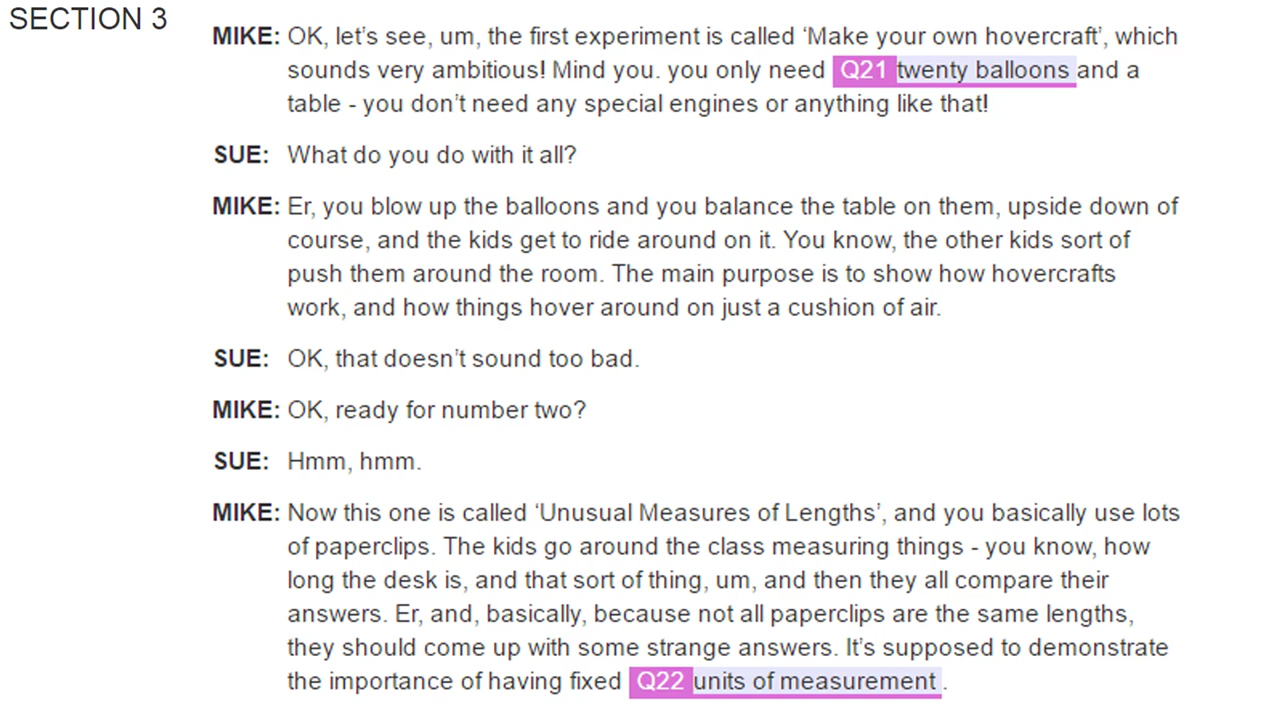 SECTION 3
MIKE: OK, let's see, um, the first experiment is called ‘Make your own hovercraft’, which
sounds very ambitious! Mind you. you only need Q21 twenty balloons and a
table - you don't need any special engines or anything like that!
SUE: What do you do with it all?
MIKE: Er, you blow up the balloons and you balance the table on them, upside down of
course, and the kids get to ride around on it. You know, the other kids sort of
push them around the room. The main purpose is to show how hovercrafts
work, and how things hover around on just a cushion of air.
SUE: OK, that doesn't sound too bad.
MIKE: OK, ready for number two?
SUE: Hmm, hmm.
MIKE: Now this one is called ‘Unusual Measures of Lengths’, and you basically use lots
of paperclips. The kids go around the class measuring things - you know, how
long the desk is, and that sort of thing, um, and then they all compare their
answers. Er, and, basically, because not all paperclips are the same lengths,
they should come up with some strange answers. It's supposed to demonstrate
the importance of having fixed Q22 units of measurement.